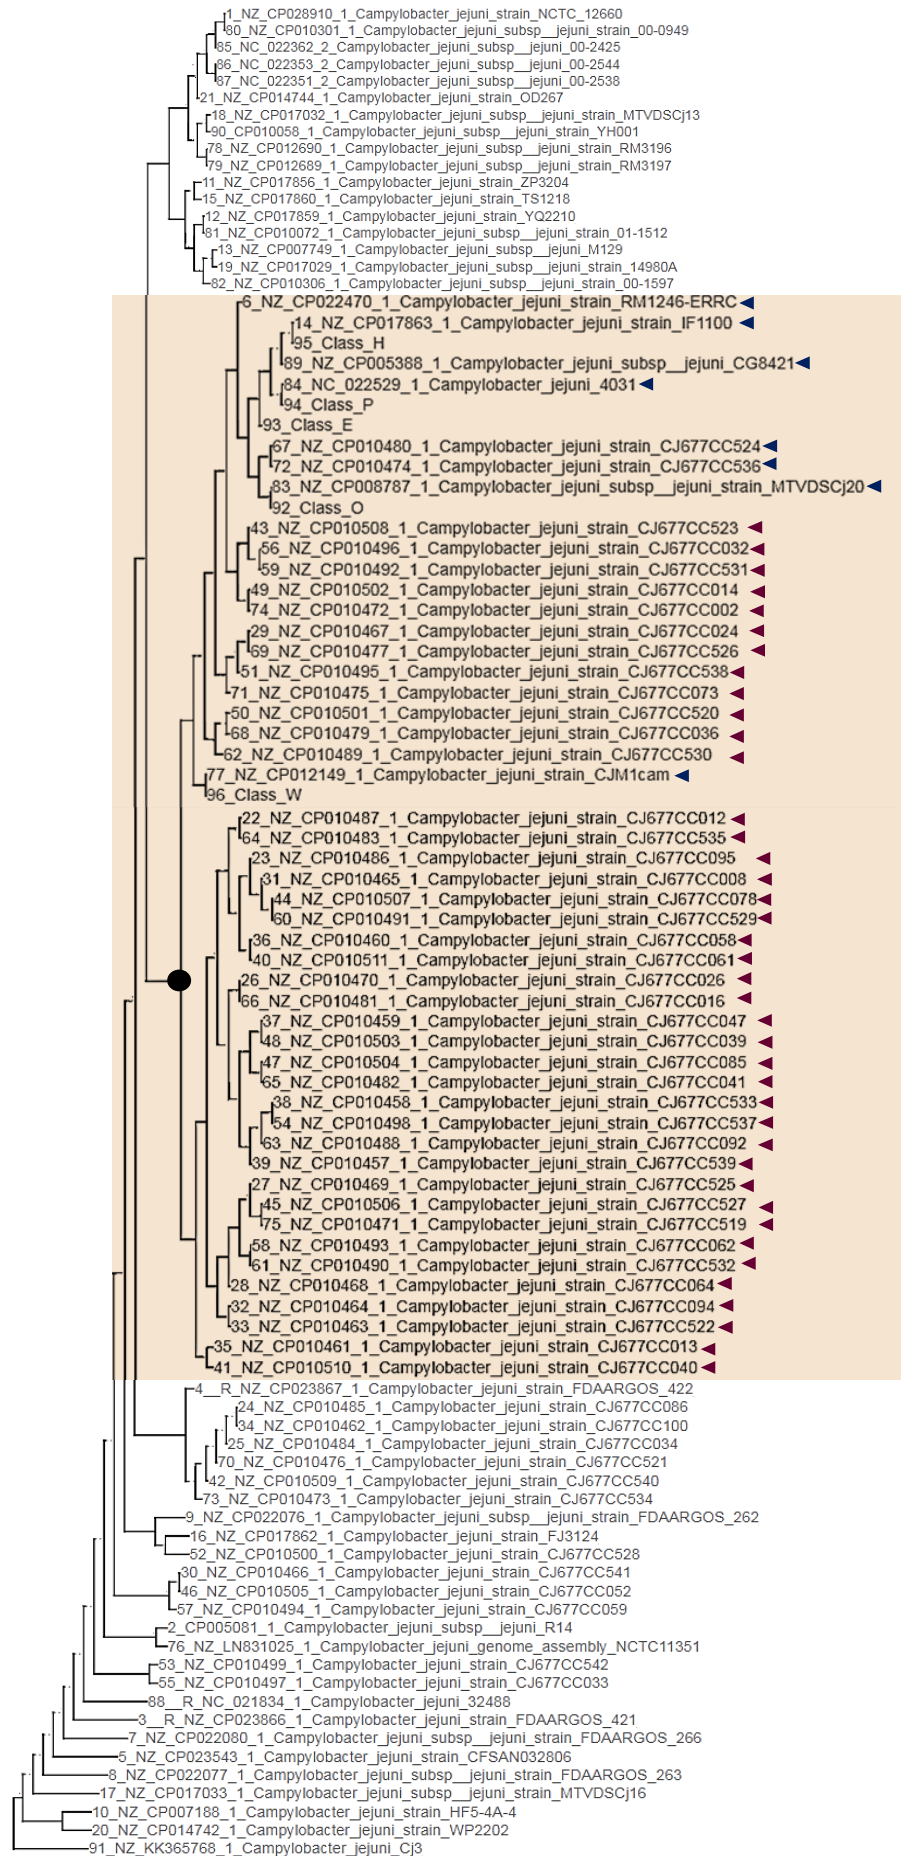 1_NZ_CP028910_1_Campylobacter_jejuni_strain_NCTC_12660
80_NZ_CP010301_1_Campylobacter_jejuni_subsp__jejuni_strain_00-0949
85_NC_022362_2_Campylobacter_jejuni_subsp__jejuni_00-2425
86_NC_022353_2_Campylobacter_jejuni_subsp__jejuni_00-2544
87_NC_022351_2_Campylobacter_jejuni_subsp__jejuni_00-2538
21_NZ_CP014744_1_Campylobacter_jejuni_strain_OD267
18_NZ_CP017032_1_Campylobacter_jejuni_subsp__jejuni_strain_MTVDSCj13
90_CP010058_1_Campylobacter_jejuni_subsp__jejuni_strain_YH001
78_NZ_CP012690_1_Campylobacter_jejuni_subsp__jejuni_strain_RM3196
79_NZ_CP012689_1_Campylobacter_jejuni_subsp__jejuni_strain_RM3197
11_NZ_CP017856_1_Campylobacter_jejuni_strain_ZP3204
15_NZ_CP017860_1_Campylobacter_jejuni_strain_TS1218
12_NZ_CP017859_1_Campylobacter_jejuni_strain_YQ2210
81_NZ_CP010072_1_Campylobacter_jejuni_subsp__jejuni_strain_01-1512
13_NZ_CP007749_1_Campylobacter_jejuni_subsp__jejuni_M129
19_NZ_CP017029_1_Campylobacter_jejuni_subsp__jejuni_strain_14980A
82_NZ_CP010306_1_Campylobacter_jejuni_subsp__jejuni_strain_00-1597
6_NZ_CP022470_1_Campylobacter_jejuni_strain_RM1246-ERRC
14_NZ_CP017863_1_Campylobacter_jejuni_strain_IF1100
95_Class_H
89_NZ_CP005388_1_Campylobacter_jejuni_subsp__jejuni_CG8421
84_NC_022529_1_Campylobacter_jejuni_4031
94_Class_P
93_Class_E
67_NZ_CP010480_1_Campylobacter_jejuni_strain_CJ677CC524
72_NZ_CP010474_1_Campylobacter_jejuni_strain_CJ677CC536
83_NZ_CP008787_1_Campylobacter_jejuni_subsp__jejuni_strain_MTVDSCj20
92_Class_O
43_NZ_CP010508_1_Campylobacter_jejuni_strain_CJ677CC523
56_NZ_CP010496_1_Campylobacter_jejuni_strain_CJ677CC032
59_NZ_CP010492_1_Campylobacter_jejuni_strain_CJ677CC531
49_NZ_CP010502_1_Campylobacter_jejuni_strain_CJ677CC014
74_NZ_CP010472_1_Campylobacter_jejuni_strain_CJ677CC002
29_NZ_CP010467_1_Campylobacter_jejuni_strain_CJ677CC024
69_NZ_CP010477_1_Campylobacter_jejuni_strain_CJ677CC526
51_NZ_CP010495_1_Campylobacter_jejuni_strain_CJ677CC538
71_NZ_CP010475_1_Campylobacter_jejuni_strain_CJ677CC073
50_NZ_CP010501_1_Campylobacter_jejuni_strain_CJ677CC520
68_NZ_CP010479_1_Campylobacter_jejuni_strain_CJ677CC036
62_NZ_CP010489_1_Campylobacter_jejuni_strain_CJ677CC530
77_NZ_CP012149_1_Campylobacter_jejuni_strain_CJM1cam
96_Class_W
22_NZ_CP010487_1_Campylobacter_jejuni_strain_CJ677CC012
64_NZ_CP010483_1_Campylobacter_jejuni_strain_CJ677CC535
23_NZ_CP010486_1_Campylobacter_jejuni_strain_CJ677CC095
31_NZ_CP010465_1_Campylobacter_jejuni_strain_CJ677CC008
44_NZ_CP010507_1_Campylobacter_jejuni_strain_CJ677CC078
60_NZ_CP010491_1_Campylobacter_jejuni_strain_CJ677CC529
36_NZ_CP010460_1_Campylobacter_jejuni_strain_CJ677CC058
40_NZ_CP010511_1_Campylobacter_jejuni_strain_CJ677CC061
26_NZ_CP010470_1_Campylobacter_jejuni_strain_CJ677CC026
66_NZ_CP010481_1_Campylobacter_jejuni_strain_CJ677CC016
37_NZ_CP010459_1_Campylobacter_jejuni_strain_CJ677CC047
48_NZ_CP010503_1_Campylobacter_jejuni_strain_CJ677CC039
47_NZ_CP010504_1_Campylobacter_jejuni_strain_CJ677CC085
65_NZ_CP010482_1_Campylobacter_jejuni_strain_CJ677CC041
38_NZ_CP010458_1_Campylobacter_jejuni_strain_CJ677CC533
54_NZ_CP010498_1_Campylobacter_jejuni_strain_CJ677CC537
63_NZ_CP010488_1_Campylobacter_jejuni_strain_CJ677CC092
39_NZ_CP010457_1_Campylobacter_jejuni_strain_CJ677CC539
27_NZ_CP010469_1_Campylobacter_jejuni_strain_CJ677CC525
45_NZ_CP010506_1_Campylobacter_jejuni_strain_CJ677CC527
75_NZ_CP010471_1_Campylobacter_jejuni_strain_CJ677CC519
58_NZ_CP010493_1_Campylobacter_jejuni_strain_CJ677CC062
61_NZ_CP010490_1_Campylobacter_jejuni_strain_CJ677CC532
28_NZ_CP010468_1_Campylobacter_jejuni_strain_CJ677CC064
32_NZ_CP010464_1_Campylobacter_jejuni_strain_CJ677CC094
33_NZ_CP010463_1_Campylobacter_jejuni_strain_CJ677CC522
35_NZ_CP010461_1_Campylobacter_jejuni_strain_CJ677CC013
41_NZ_CP010510_1_Campylobacter_jejuni_strain_CJ677CC040
4__R_NZ_CP023867_1_Campylobacter_jejuni_strain_FDAARGOS_422
24_NZ_CP010485_1_Campylobacter_jejuni_strain_CJ677CC086
34_NZ_CP010462_1_Campylobacter_jejuni_strain_CJ677CC100
25_NZ_CP010484_1_Campylobacter_jejuni_strain_CJ677CC034
70_NZ_CP010476_1_Campylobacter_jejuni_strain_CJ677CC521
42_NZ_CP010509_1_Campylobacter_jejuni_strain_CJ677CC540
73_NZ_CP010473_1_Campylobacter_jejuni_strain_CJ677CC534
9_NZ_CP022076_1_Campylobacter_jejuni_subsp__jejuni_strain_FDAARGOS_262
16_NZ_CP017862_1_Campylobacter_jejuni_strain_FJ3124
52_NZ_CP010500_1_Campylobacter_jejuni_strain_CJ677CC528
30_NZ_CP010466_1_Campylobacter_jejuni_strain_CJ677CC541
46_NZ_CP010505_1_Campylobacter_jejuni_strain_CJ677CC052
57_NZ_CP010494_1_Campylobacter_jejuni_strain_CJ677CC059
2_CP005081_1_Campylobacter_jejuni_subsp__jejuni_R14
76_NZ_LN831025_1_Campylobacter_jejuni_genome_assembly_NCTC11351
53_NZ_CP010499_1_Campylobacter_jejuni_strain_CJ677CC542
55_NZ_CP010497_1_Campylobacter_jejuni_strain_CJ677CC033
88__R_NC_021834_1_Campylobacter_jejuni_32488
3__R_NZ_CP023866_1_Campylobacter_jejuni_strain_FDAARGOS_421
7_NZ_CP022080_1_Campylobacter_jejuni_subsp__jejuni_strain_FDAARGOS_266
5_NZ_CP023543_1_Campylobacter_jejuni_strain_CFSAN032806
8_NZ_CP022077_1_Campylobacter_jejuni_subsp__jejuni_strain_FDAARGOS_263
17_NZ_CP017033_1_Campylobacter_jejuni_subsp__jejuni_strain_MTVDSCj16
10_NZ_CP007188_1_Campylobacter_jejuni_strain_HF5-4A-4
20_NZ_CP014742_1_Campylobacter_jejuni_strain_WP2202
91_NZ_KK365768_1_Campylobacter_jejuni_Cj3